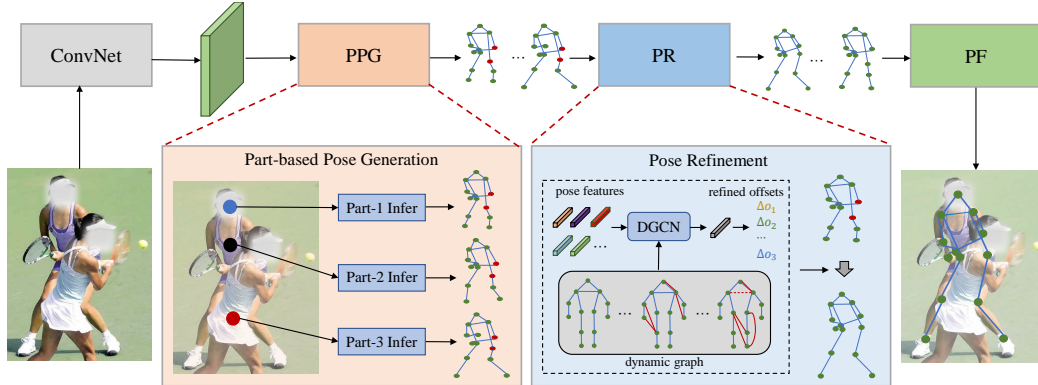 ConvNet
PPG
...
PR
...
PF
Part-based Pose Generation
Part-1 Infer
Part-2 Infer
Part-3 Infer
Pose Refinement
pose features
refined offsets
DGCN
...
Δo1
Δo2
...
Δo3
... ...
dynamic graph